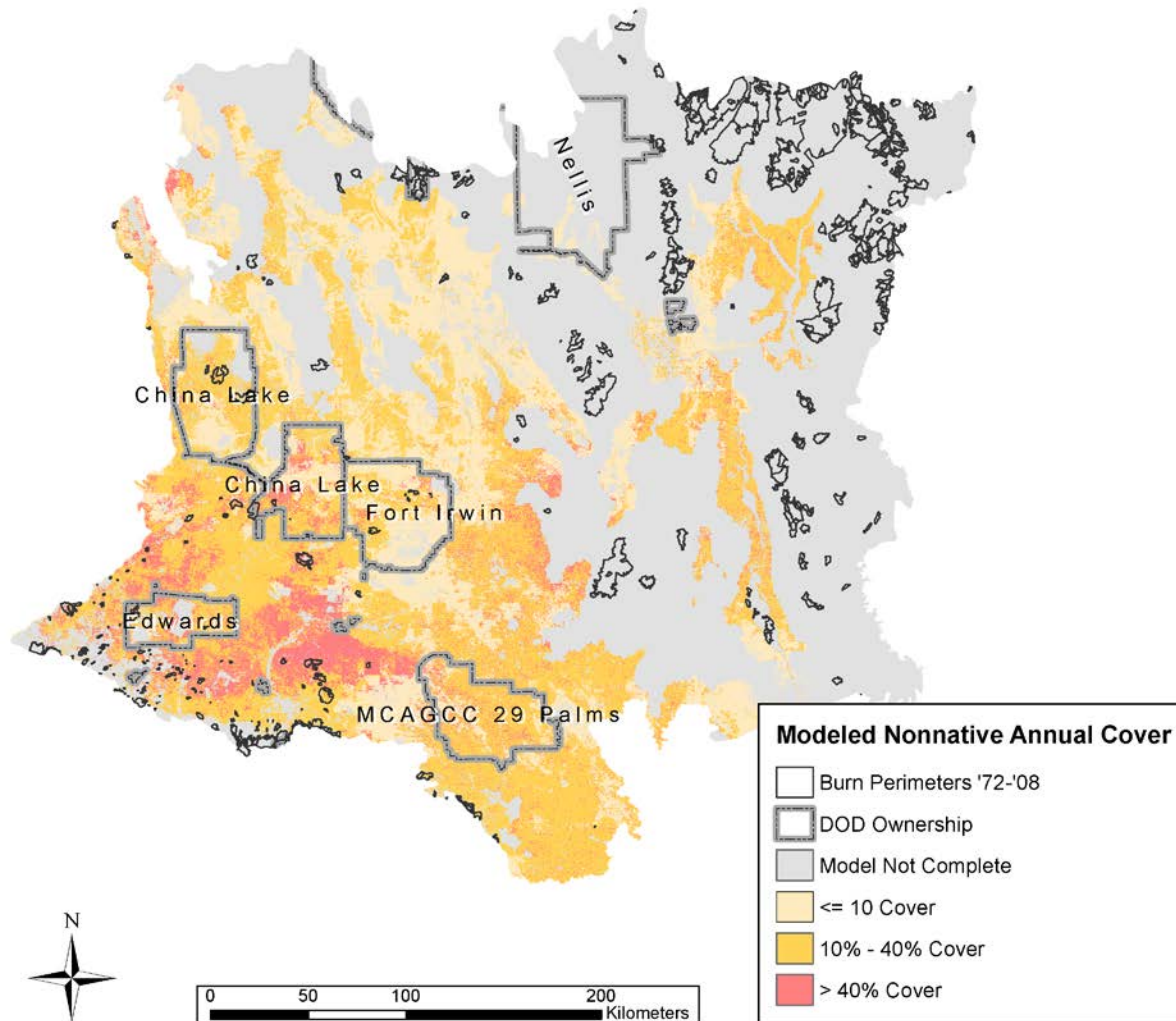 Nellis
China Lake
China Lake
Fort Irwin
Edwards
MCAGCC 29 Palms
Modeled Nonnative Annual Cover
Burn Perimeters '72-'08
DOD Ownership
Model Not Complete
<= 10 Cover
10% - 40% Cover
> 40% Cover
N
0 50 100 200
Kilometers